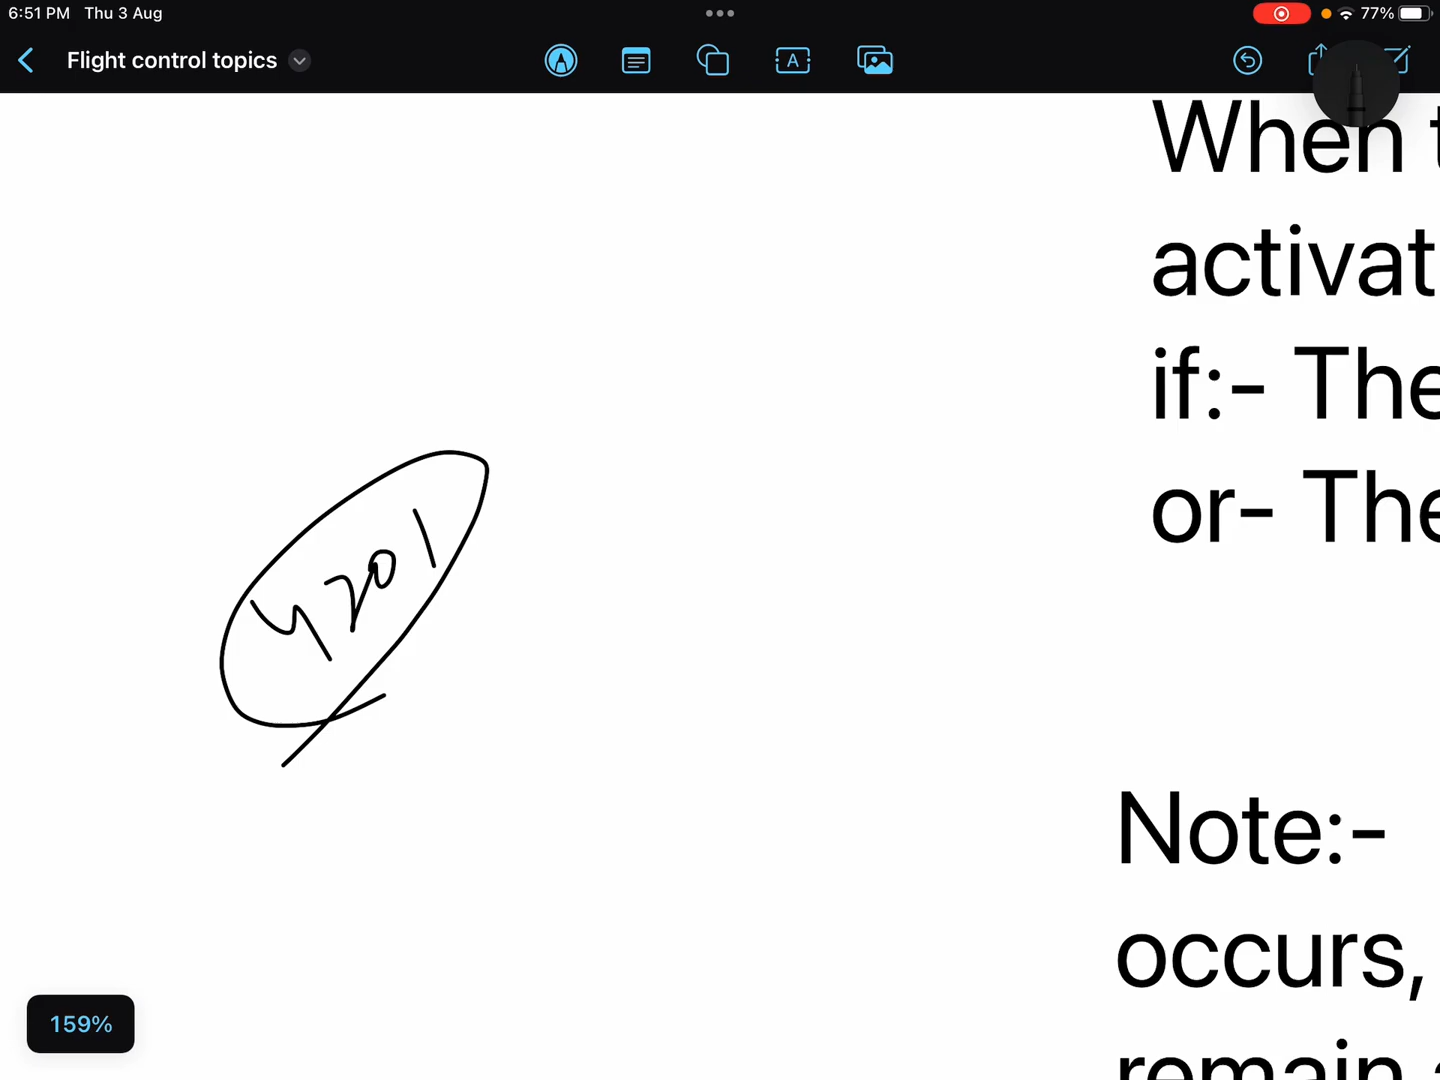 6:51 PM Thu 3 Aug
77%
Flight control topics
When t
activat
if:- The
or- The
4201
Note:-
occurs,
remain a
159%